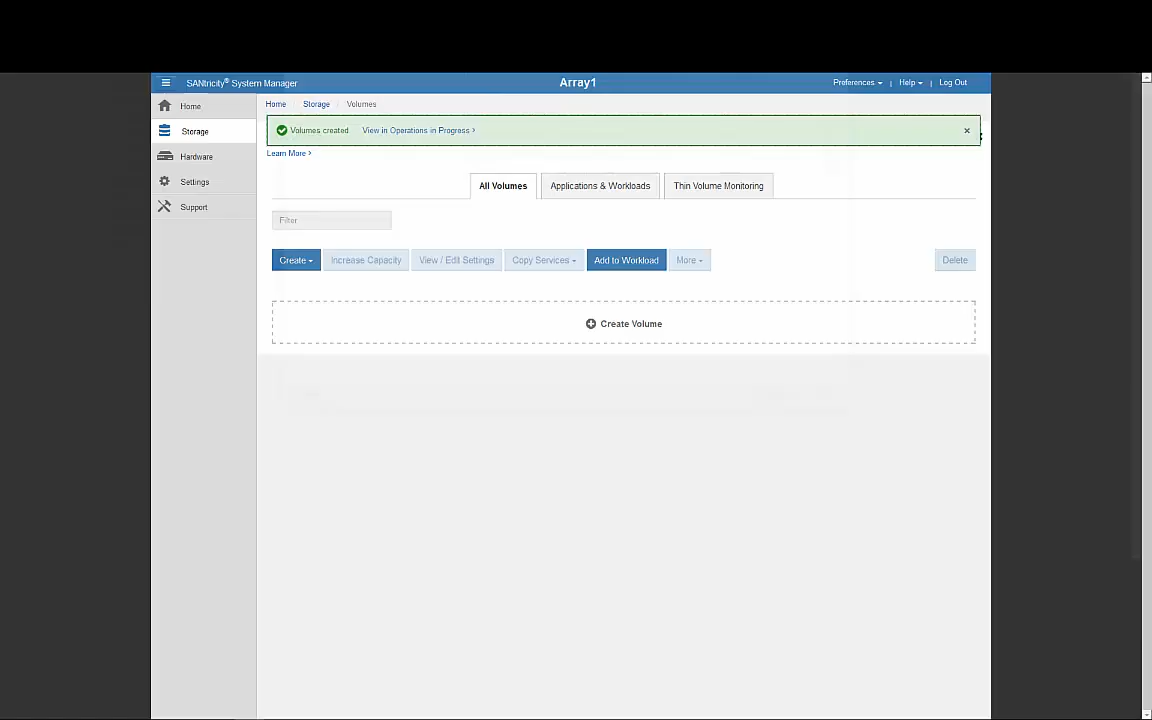 SANtricity® System Manager
Array1
Preferences
Help
Log Out
Home
Storage
Hardware
Settings
Support
Home
Storage
Volumes
Volumes created. View in Operations in Progress
Learn More
All Volumes
Applications & Workloads
Thin Volume Monitoring
Filter
Create
Increase Capacity
View / Edit Settings
Copy Services
Add to Workload
More
Delete
Create Volume